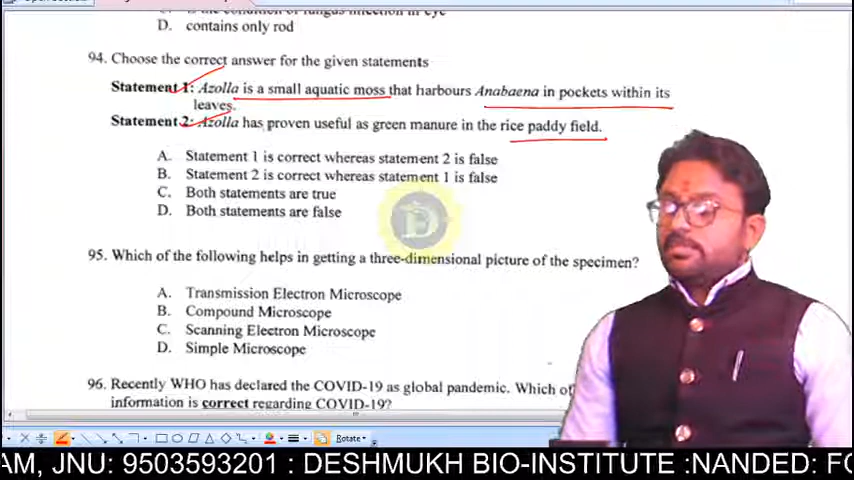 D. contains only rod
94. Choose the correct answer for the given statements
Statement 1: Azolla is a small aquatic moss that harbours Anabaena in pockets within its
leaves.
Statement 2: Azolla has proven useful as green manure in the rice paddy field.
A. Statement 1 is correct whereas statement 2 is false
B. Statement 2 is correct whereas statement 1 is false
C. Both statements are true
D. Both statements are false
95. Which of the following helps in getting a three-dimensional picture of the specimen?
A. Transmission Electron Microscope
B. Compound Microscope
C. Scanning Electron Microscope
D. Simple Microscope
96. Recently WHO has declared the COVID-19 as global pandemic. Which of
information is correct regarding COVID-19?
Rotate
AM, JNU: 9503593201 : DESHMUKH BIO-INSTITUTE :NANDED: FO